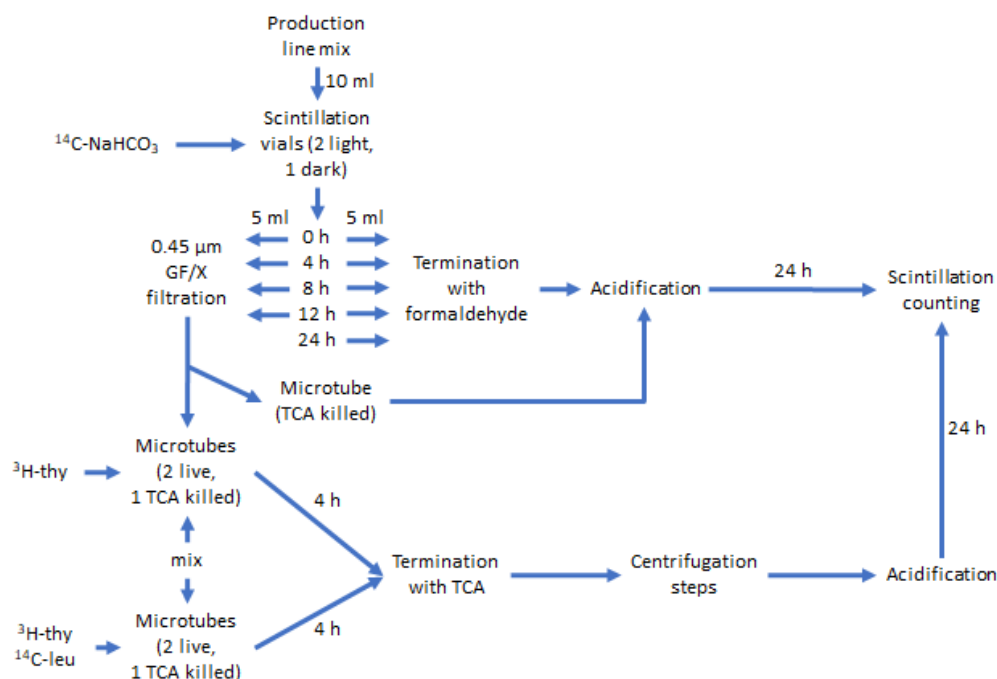 Production
line mix
10 ml
Scintillation
vials (2 light,
1 dark)
¹⁴C-NaHCO₃
5 ml
5 ml
0 h
4 h
8 h
12 h
24 h
0.45 µm
GF/X
filtration
Termination
with
formaldehyde
Acidification
24 h
Scintillation
counting
Microtube
(TCA killed)
24 h
³H-thy
Microtubes
(2 live,
1 TCA killed)
4 h
mix
Termination
with TCA
Centrifugation
steps
Acidification
³H-thy
¹⁴C-leu
Microtubes
(2 live,
1 TCA killed)
4 h